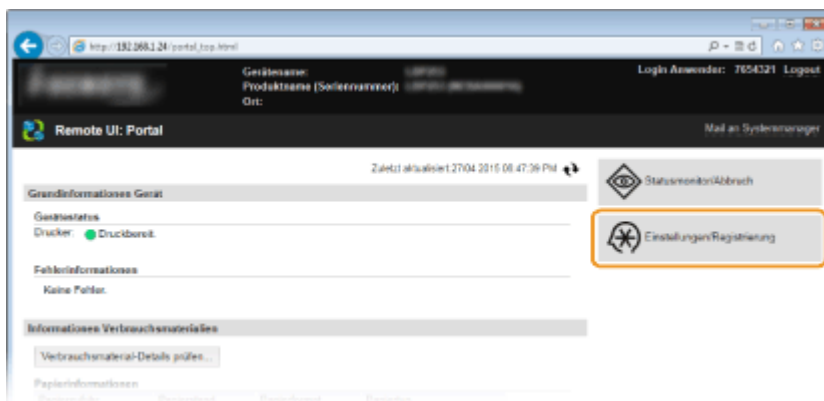 http://192.168.1.24/portal_top.html
Gerätename:
Produktname (Seriennummer):
Ort:
Login Anwender: 7654321 Logout
Remote UI: Portal
Mail an Systemmanager
Zuletzt aktualisiert:27/04 2015 08:47:39 PM
Statusmonitor/Abbruch
Grundinformationen Gerät
Gerätestatus
Drucker: Druckbereit.
Einstellungen/Registrierung
Fehlerinformationen
Keine Fehler.
Informationen Verbrauchsmaterialien
Verbrauchsmaterial-Details prüfen...
Papierinformationen